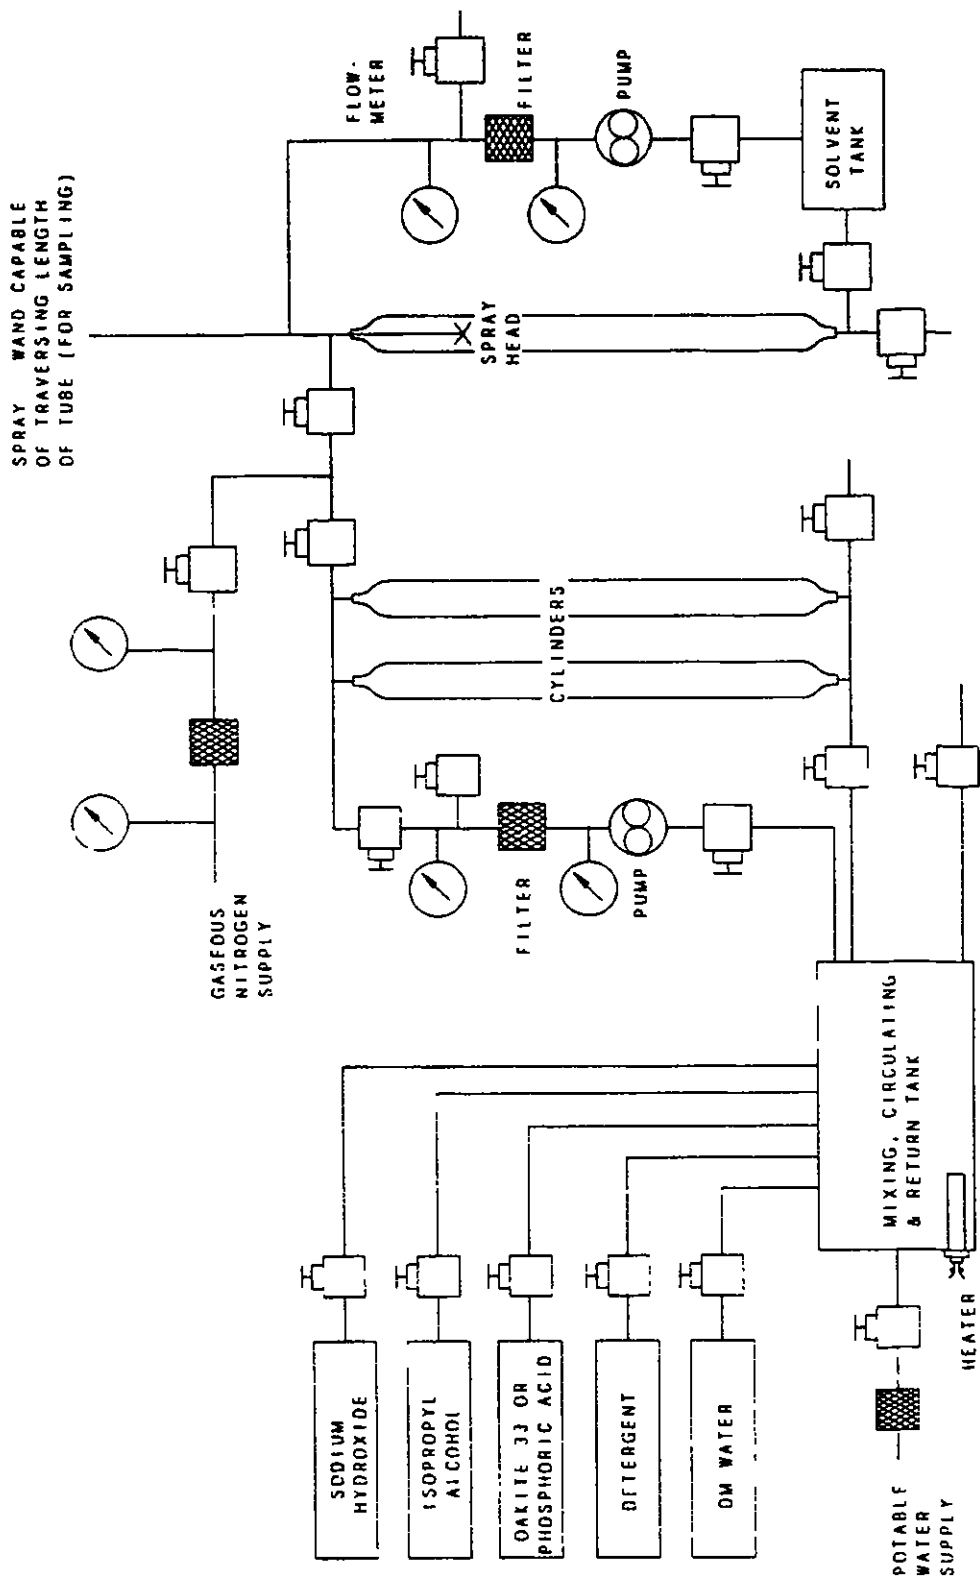 SPRAY WAND CAPABLE
OF TRAVERSING LENGTH
OF TUBE (FOR SAMPLING)
GASEOUS
NITROGEN
SUPPLY
FLOW-
METER
FILTER
PUMP
SOLVENT
TANK
SPRAY
HEAD
CYLINDERS
FILTER
PUMP
SODIUM
HYDROXIDE
ISOPROPYL
ALCOHOL
OAKITE 33 OR
PHOSPHORIC ACID
DETERGENT
DM WATER
MIXING, CIRCULATING
& RETURN TANK
POTABLE
WATER
SUPPLY
HEATER